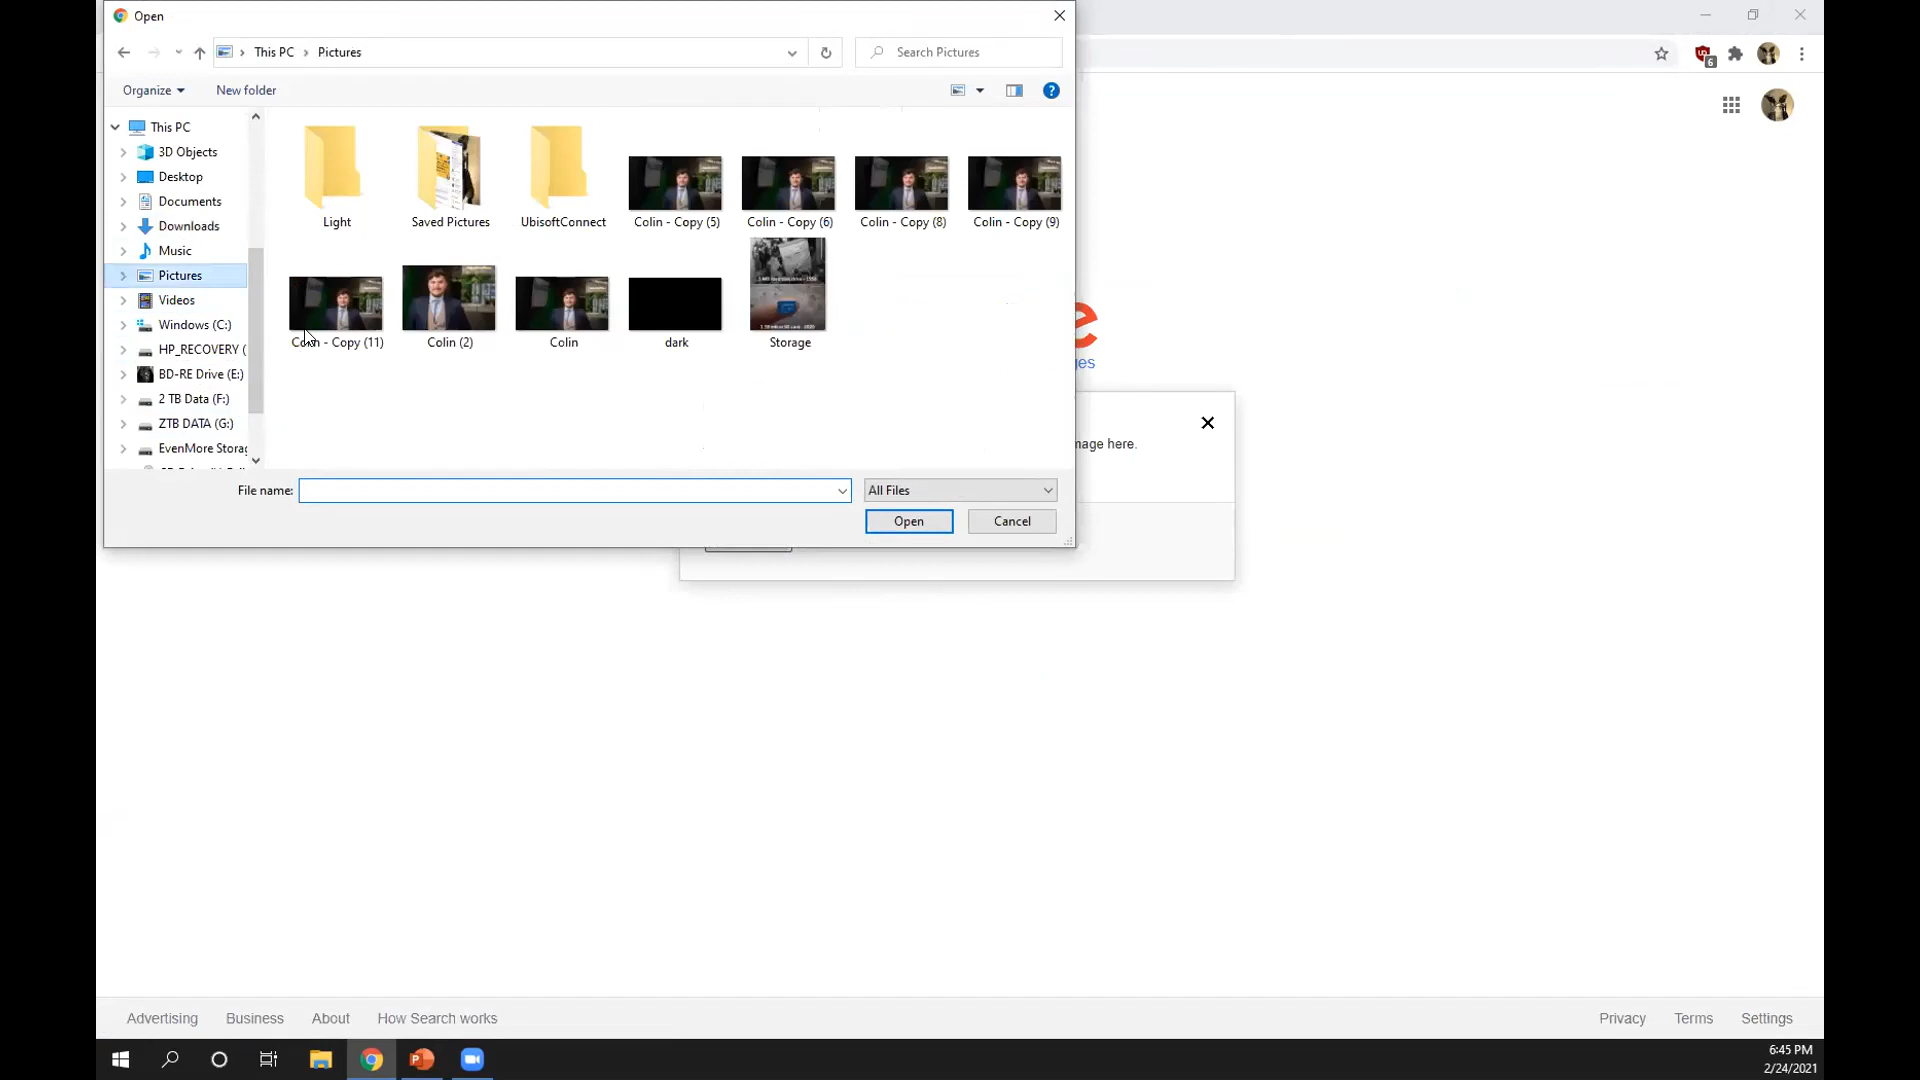 Open
This PC > Pictures
Search Pictures
Organize
New folder
This PC
3D Objects
Desktop
Documents
Downloads
Music
Pictures
Videos
Windows (C:)
HP_RECOVERY (
BD-RE Drive (E:)
2 TB Data (F:)
ZTB DATA (G:)
EvenMore Storag
Light
Saved Pictures
UbisoftConnect
Colin - Copy (5)
Colin - Copy (6)
Colin - Copy (8)
Colin - Copy (9)
Colin - Copy (11)
Colin (2)
Colin
dark
Storage
File name:
All Files
Open
Cancel
6
e
ges
mage here.
Advertising
Business
About
How Search works
Privacy
Terms
Settings
6:45 PM
2/24/2021